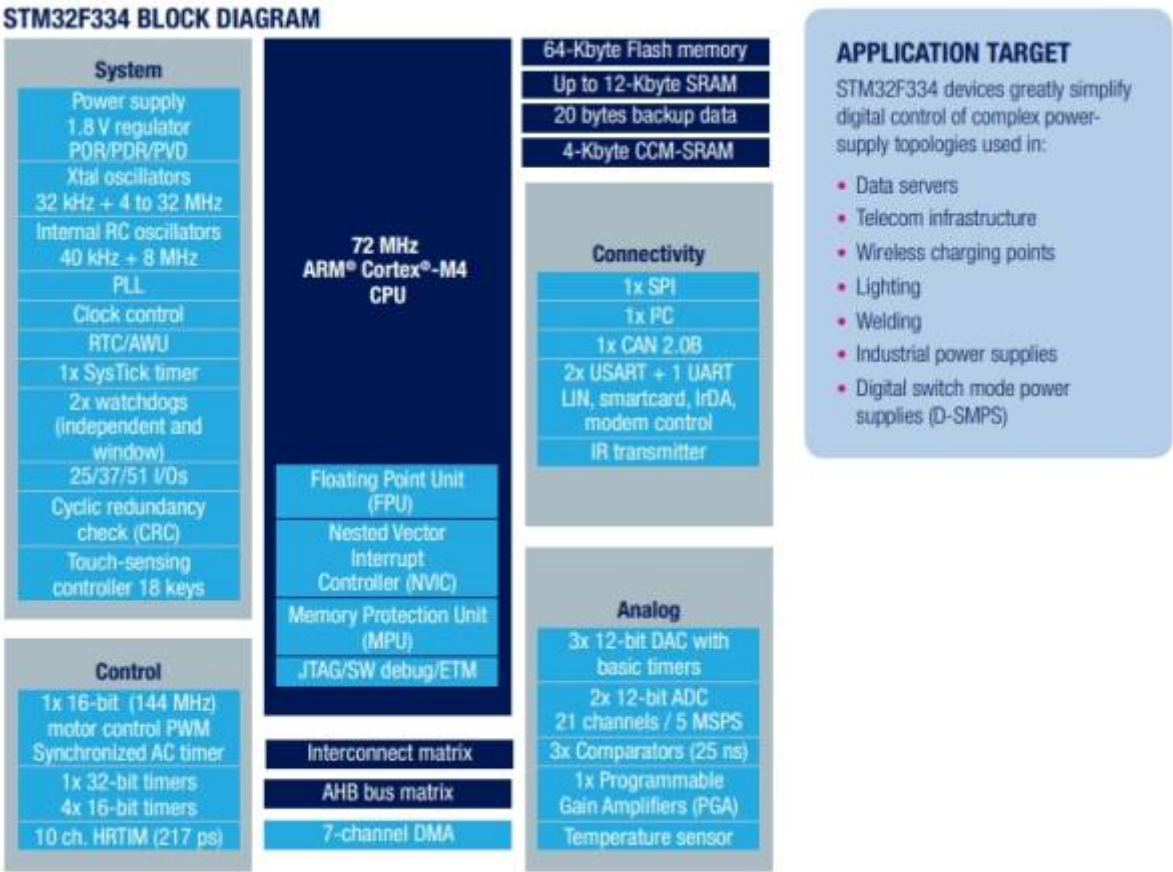 STM32F334 BLOCK DIAGRAM
System
Power supply
1.8 V regulator
POR/PDR/PVD
Xtal oscillators
32 kHz + 4 to 32 MHz
Internal RC oscillators
40 kHz + 8 MHz
PLL
Clock control
RTC/AWU
1x SysTick timer
2x watchdogs
(independent and
window)
25/37/51 I/Os
Cyclic redundancy
check (CRC)
Touch-sensing
controller 18 keys
Control
1x 16-bit (144 MHz)
motor control PWM
Synchronized AC timer
1x 32-bit timers
4x 16-bit timers
10 ch. HRTIM (217 ps)
72 MHz
ARM® Cortex®-M4
CPU
Floating Point Unit
(FPU)
Nested Vector
Interrupt
Controller (NVIC)
Memory Protection Unit
(MPU)
JTAG/SW debug/ETM
Interconnect matrix
AHB bus matrix
7-channel DMA
64-Kbyte Flash memory
Up to 12-Kbyte SRAM
20 bytes backup data
4-Kbyte CCM-SRAM
Connectivity
1x SPI
1x I²C
1x CAN 2.0B
2x USART + 1 UART
LIN, smartcard, IrDA,
modem control
IR transmitter
Analog
3x 12-bit DAC with
basic timers
2x 12-bit ADC
21 channels / 5 MSPS
3x Comparators (25 ns)
1x Programmable
Gain Amplifiers (PGA)
Temperature sensor
APPLICATION TARGET
STM32F334 devices greatly simplify
digital control of complex power-
supply topologies used in:
• Data servers
• Telecom infrastructure
• Wireless charging points
• Lighting
• Welding
• Industrial power supplies
• Digital switch mode power
supplies (D-SMPS)